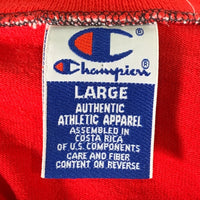 Champion
LARGE
AUTHENTIC
ATHLETIC APPAREL
ASSEMBLED IN
COSTA RICA
OF U.S. COMPONENTS
CARE AND FIBER
CONTENT ON REVERSE